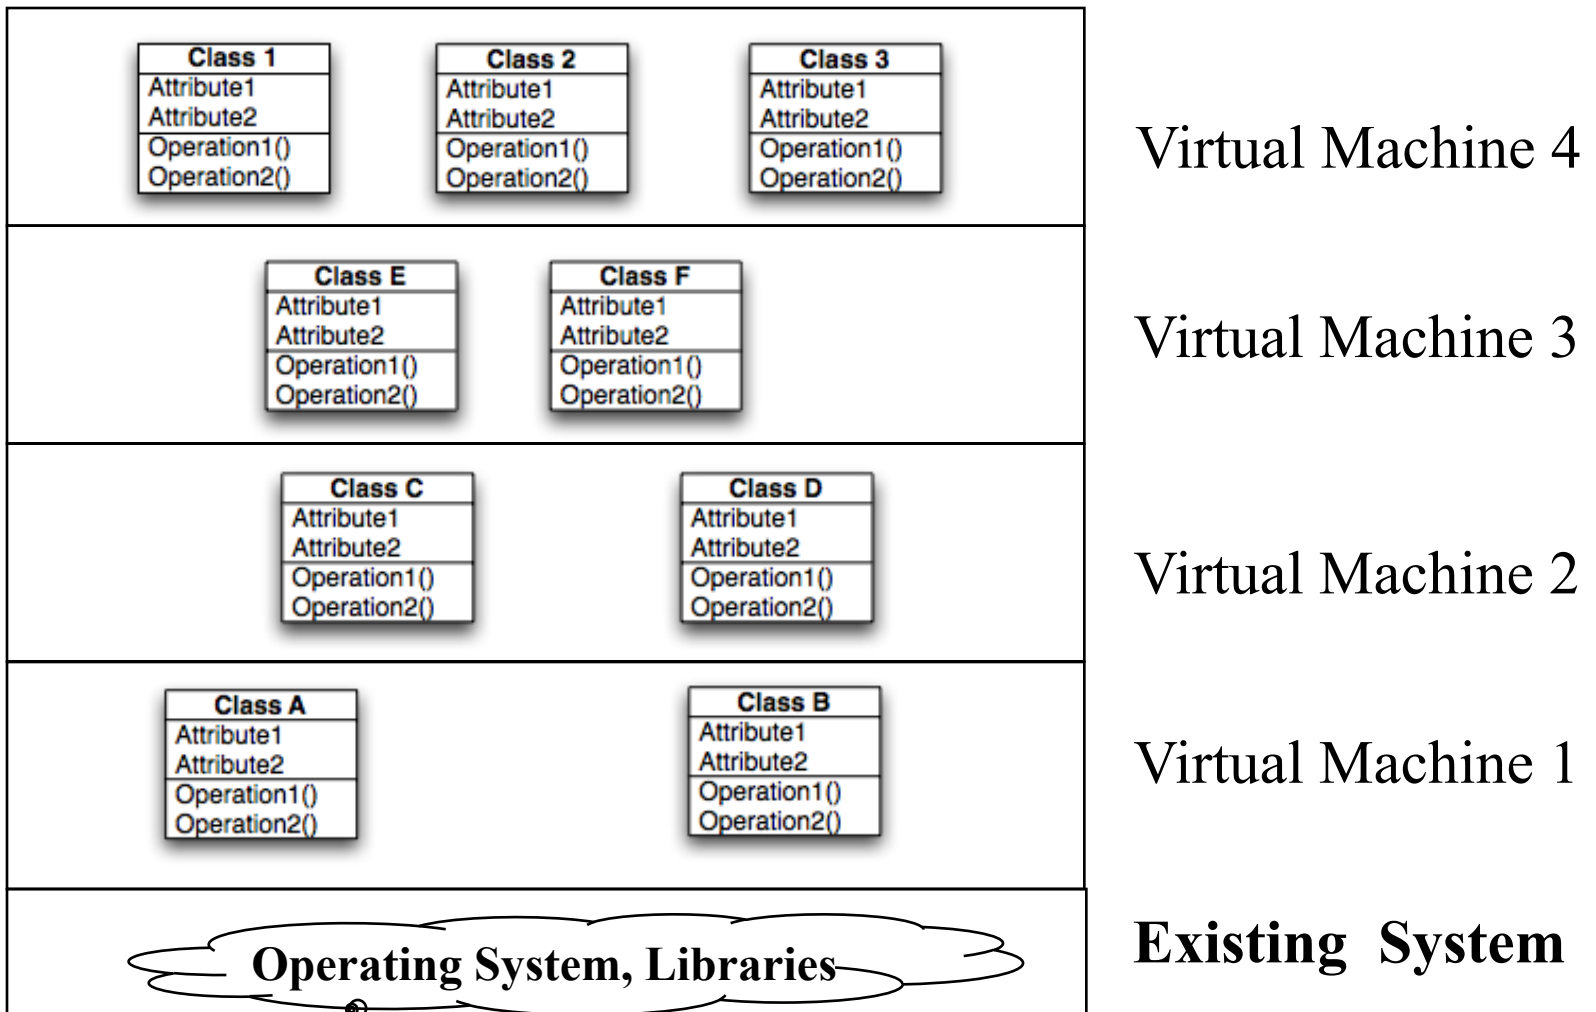 Class 1
Attribute1
Attribute2
Operation1()
Operation2()
Class 2
Attribute1
Attribute2
Operation1()
Operation2()
Class 3
Attribute1
Attribute2
Operation1()
Operation2()
Virtual Machine 4
Class E
Attribute1
Attribute2
Operation1()
Operation2()
Class F
Attribute1
Attribute2
Operation1()
Operation2()
Virtual Machine 3
Class C
Attribute1
Attribute2
Operation1()
Operation2()
Class D
Attribute1
Attribute2
Operation1()
Operation2()
Virtual Machine 2
Class A
Attribute1
Attribute2
Operation1()
Operation2()
Class B
Attribute1
Attribute2
Operation1()
Operation2()
Virtual Machine 1
Operating System, Libraries
Existing System